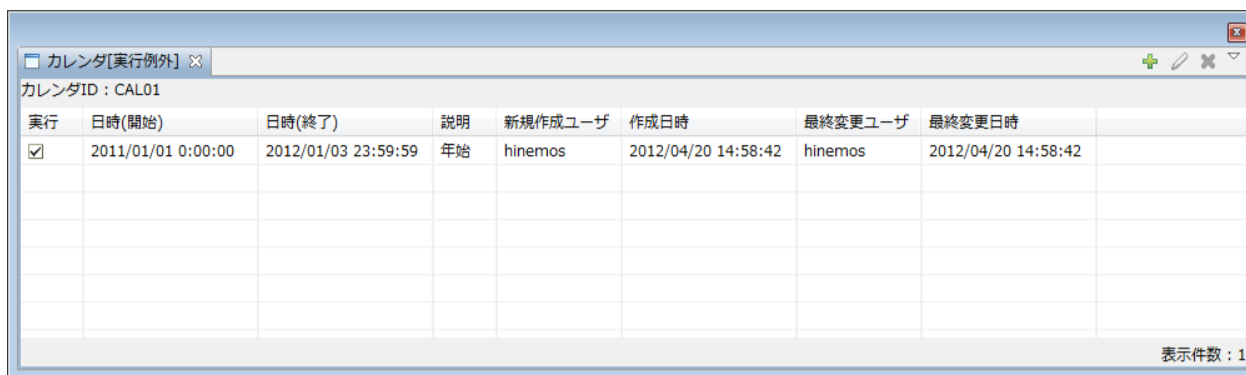 カレンダ[実行例外]
カレンダID : CAL01
実行 日時(開始) 日時(終了) 説明 新規作成ユーザ 作成日時 最終変更ユーザ 最終変更日時
2011/01/01 0:00:00 2012/01/03 23:59:59 年始 hinemos 2012/04/20 14:58:42 hinemos 2012/04/20 14:58:42
表示件数 : 1